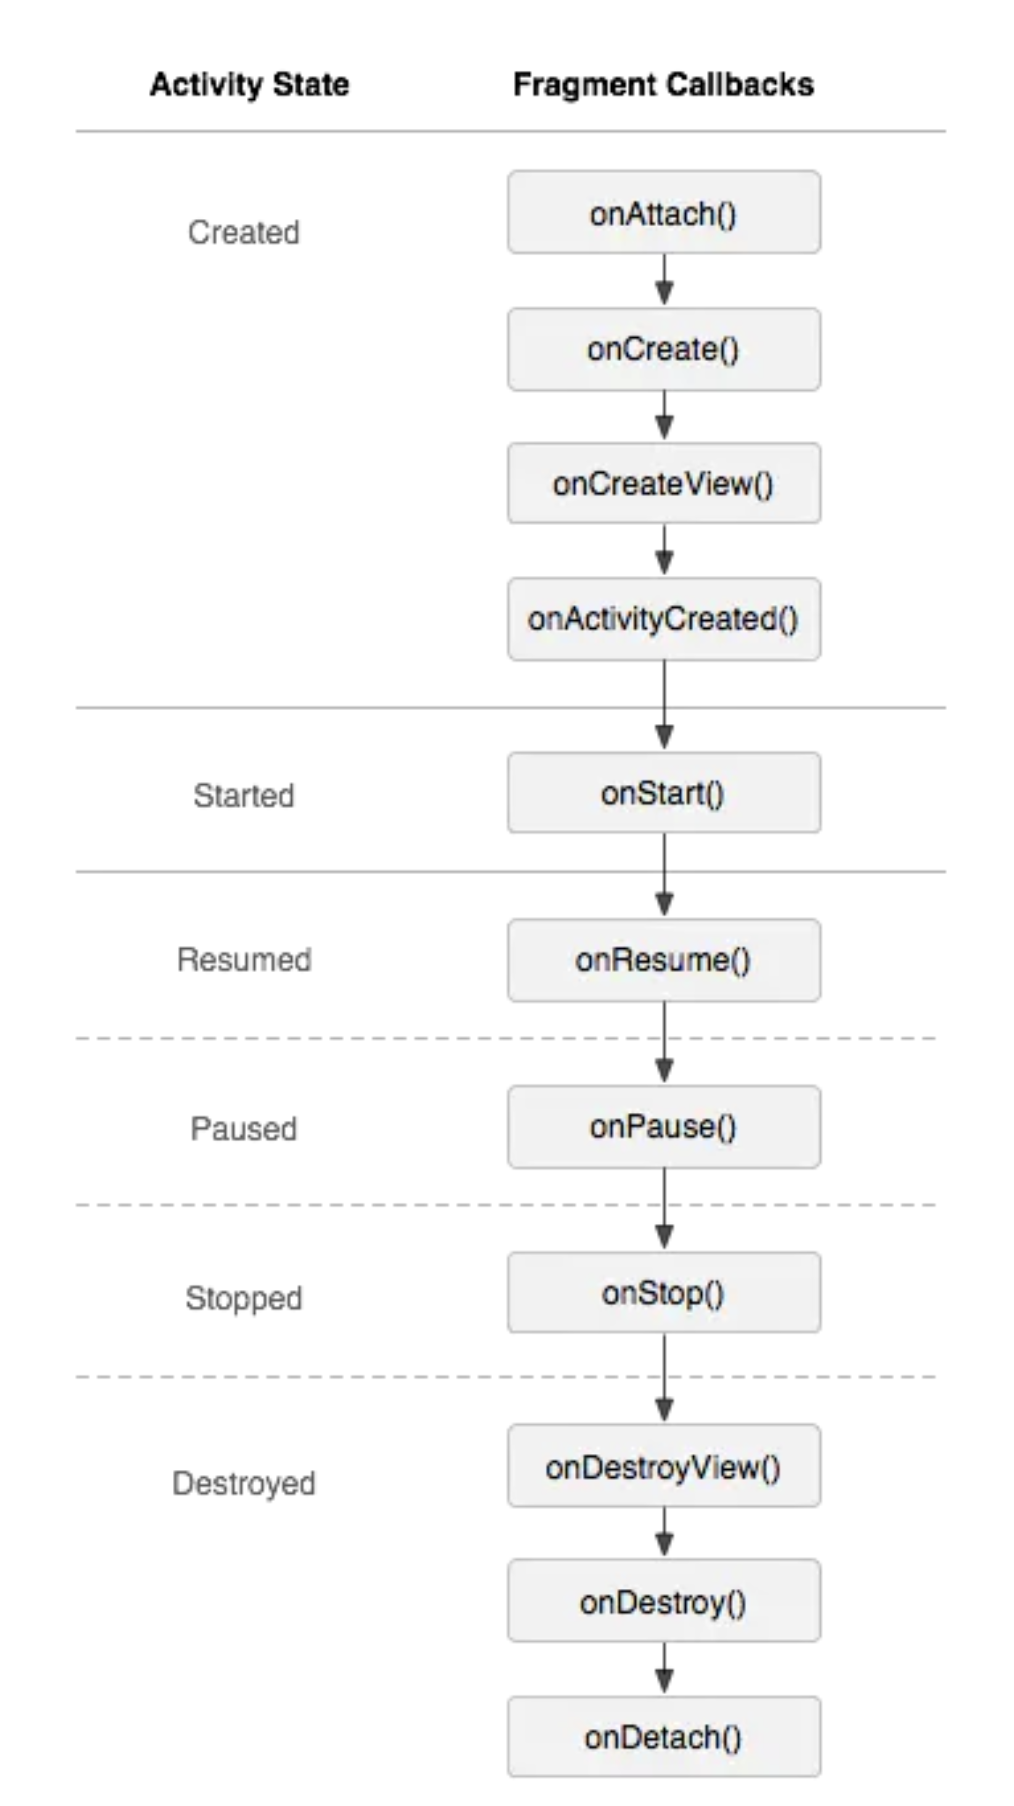 Activity State Fragment Callbacks
Created onAttach()
onCreate()
onCreateView()
onActivityCreated()
Started onStart()
Resumed onResume()
Paused onPause()
Stopped onStop()
Destroyed onDestroyView()
onDestroy()
onDetach()